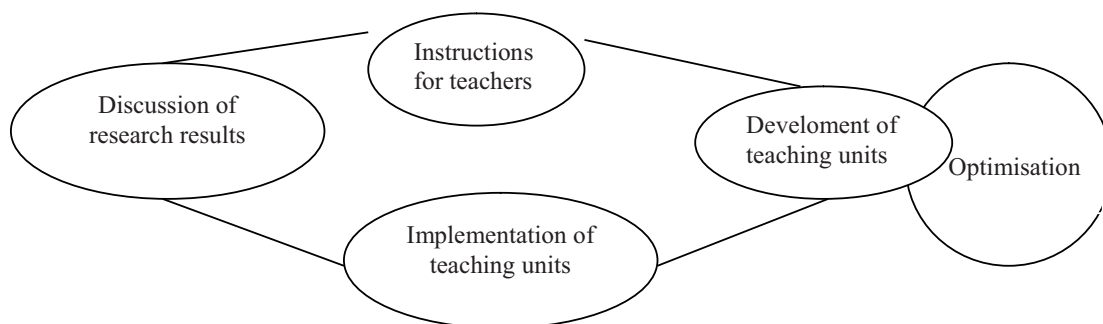 Instructions
for teachers
Discussion of
research results
Develoment of
teaching units
Optimisation
Implementation of
teaching units